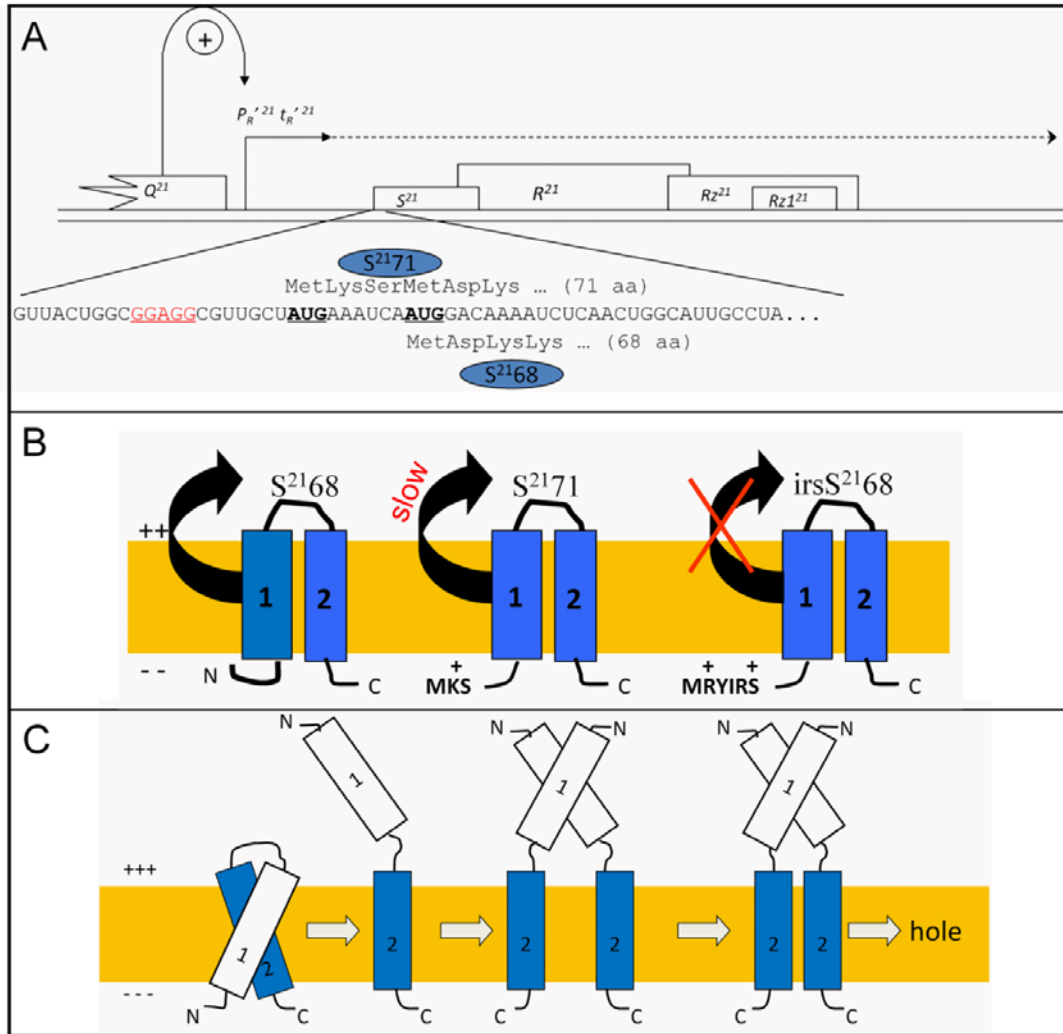 A
+
P_R'^21 t_R'^21
Q^21
S^21
R^21
Rz^21
Rz1^21
S^21 71
MetLysSerMetAspLys ... (71 aa)
GUUACUGGCGGAGGCGUUGCUAUGAAAUCAAUGGACAAAAUCUCAACUGGCAUUGCCUA...
MetAspLysLys ... (68 aa)
S^21 68
B
S^21 68
slow
S^21 71
irsS^21 68
++
1
2
1
2
1
2
- -
N
C
+
MKS
C
+ +
MRYIRS
C
C
N
N
N
N
N
1
1
1
+++
1
2
2
2
2
2
2
hole
- - -
N
C
C
C
C
C
C